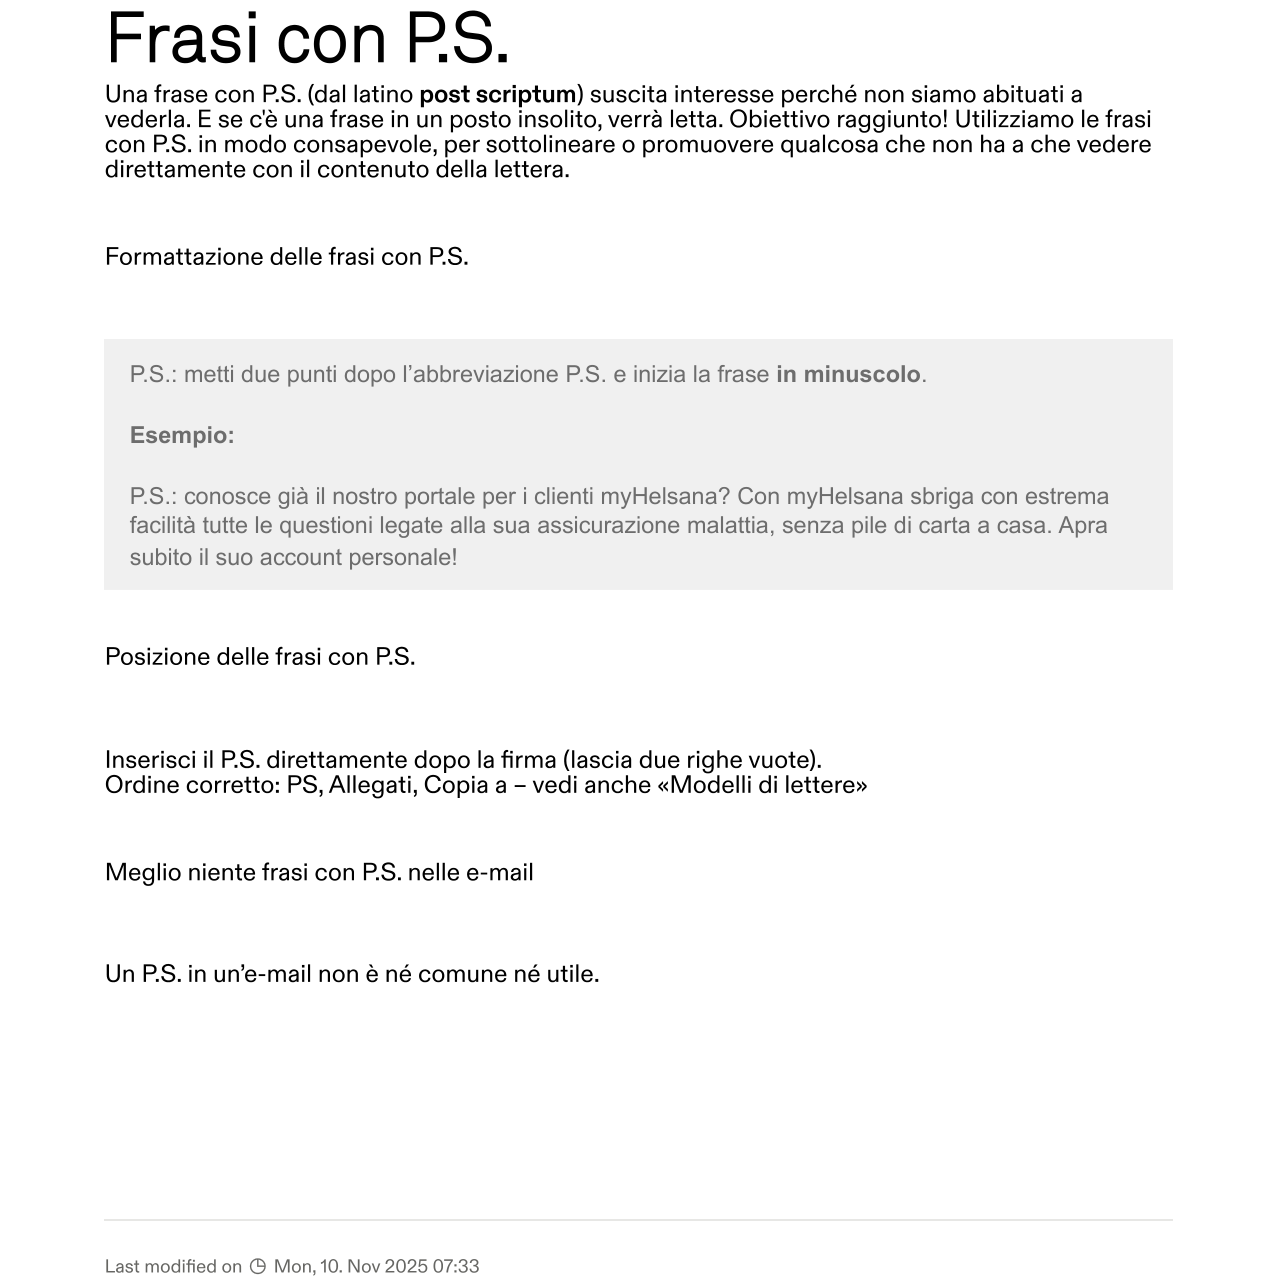 Frasi con P.S.
Una frase con P.S. (dal latino post scriptum) suscita interesse perché non siamo abituati a
vederla. E se c'è una frase in un posto insolito, verrà letta. Obiettivo raggiunto! Utilizziamo le frasi
con P.S. in modo consapevole, per sottolineare o promuovere qualcosa che non ha a che vedere
direttamente con il contenuto della lettera.
Formattazione delle frasi con P.S.
P.S.: metti due punti dopo l’abbreviazione P.S. e inizia la frase in minuscolo.
Esempio:
P.S.: conosce già il nostro portale per i clienti myHelsana? Con myHelsana sbriga con estrema
facilità tutte le questioni legate alla sua assicurazione malattia, senza pile di carta a casa. Apra
subito il suo account personale!
Posizione delle frasi con P.S.
Inserisci il P.S. direttamente dopo la firma (lascia due righe vuote).
Ordine corretto: PS, Allegati, Copia a – vedi anche «Modelli di lettere»
Meglio niente frasi con P.S. nelle e-mail
Un P.S. in un’e-mail non è né comune né utile.
Last modified on Mon, 10. Nov 2025 07:33